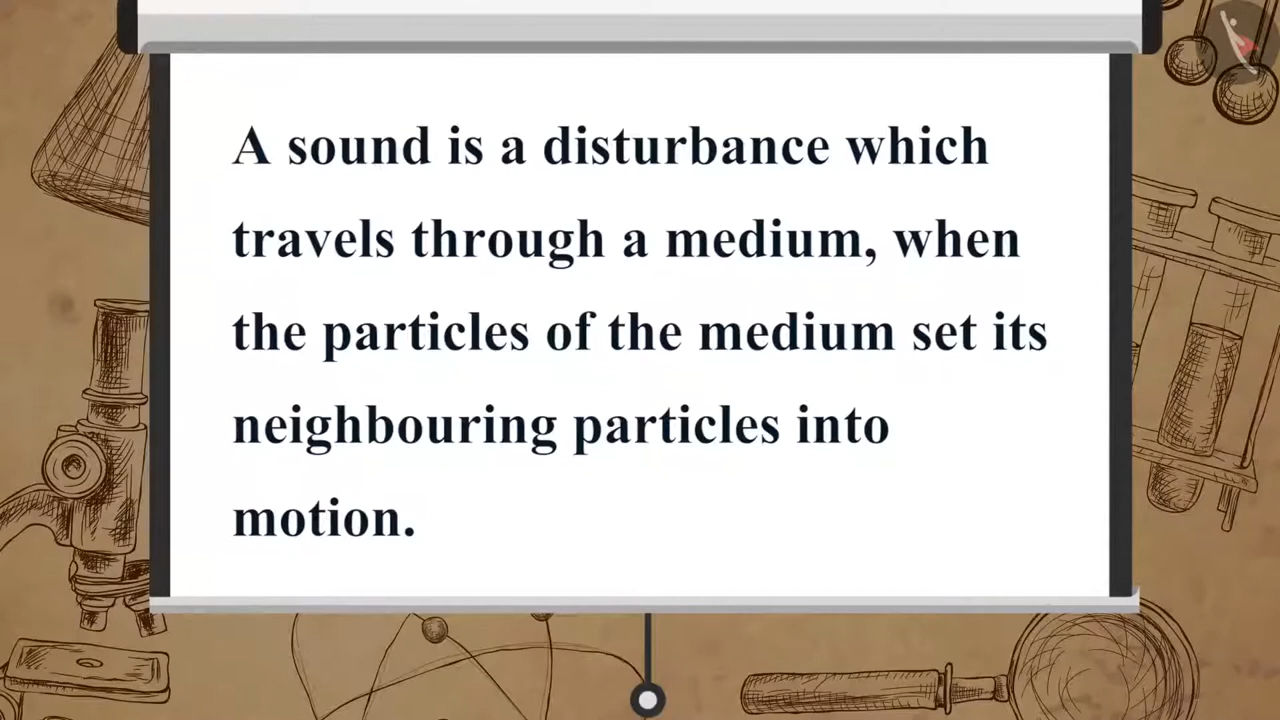 A sound is a disturbance which
travels through a medium, when
the particles of the medium set its
neighbouring particles into
motion.